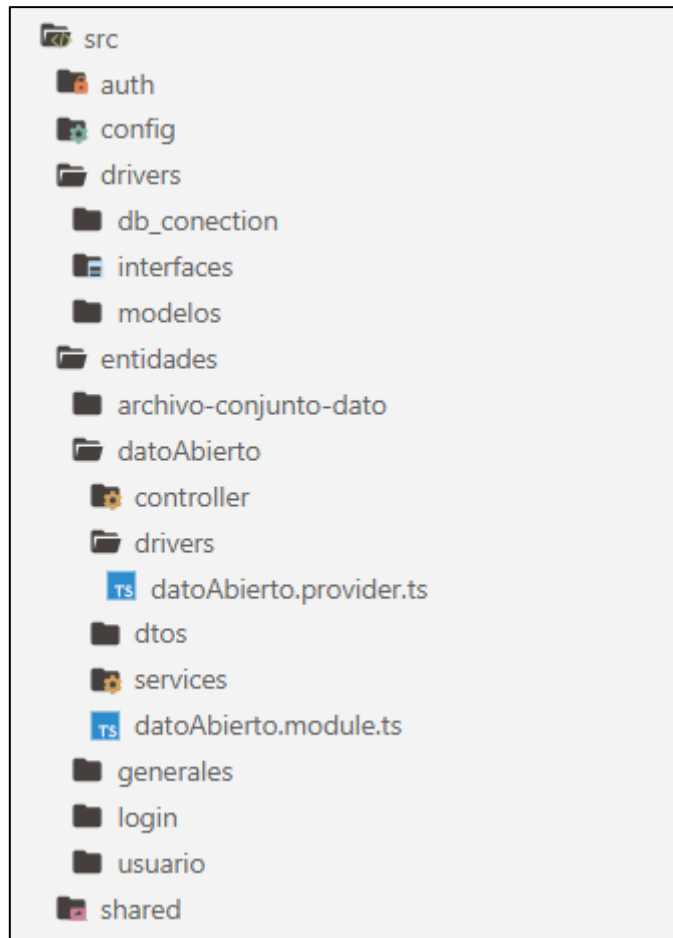 src
auth
config
drivers
db_conection
interfaces
modelos
entidades
archivo-conjunto-dato
datoAbierto
controller
drivers
TS datoAbierto.provider.ts
dtos
services
TS datoAbierto.module.ts
generales
login
usuario
shared